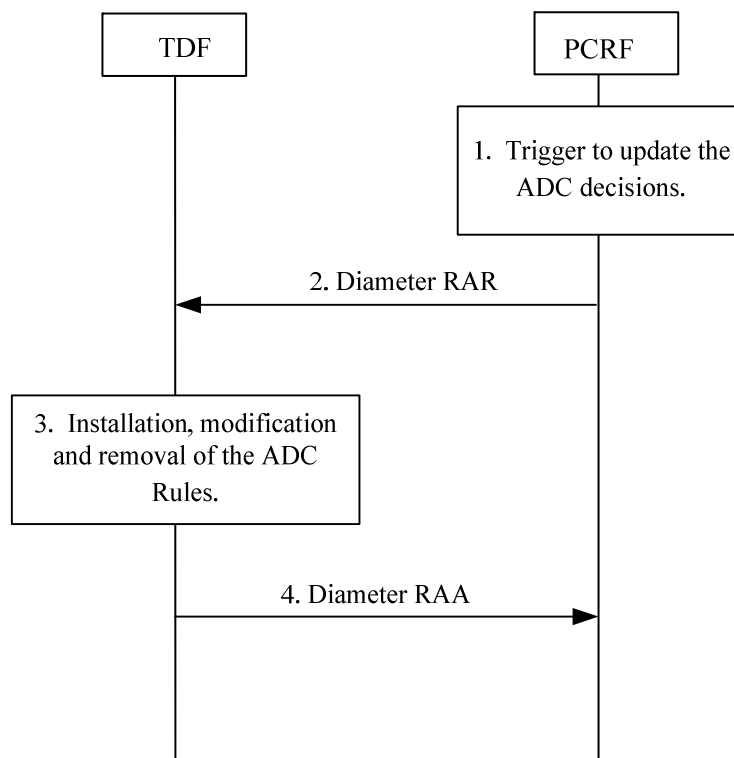 TDF
PCRF
1. Trigger to update the
ADC decisions.
2. Diameter RAR
3. Installation, modification
and removal of the ADC
Rules.
4. Diameter RAA